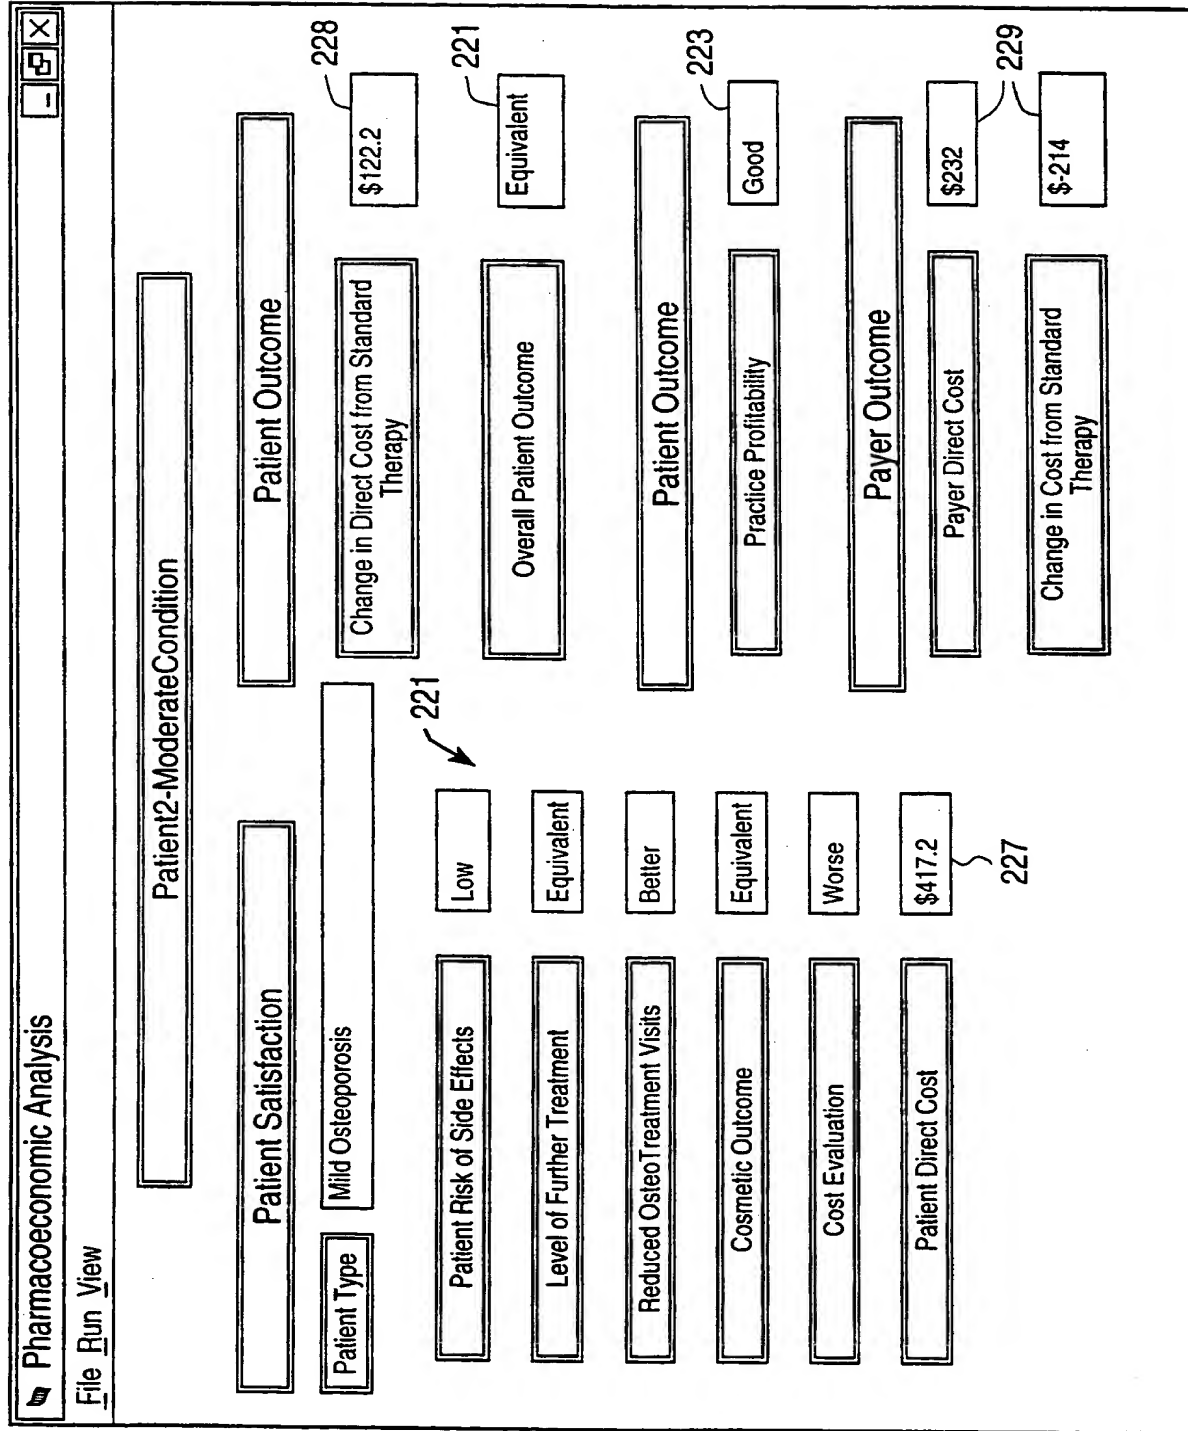 Pharmacoeconomic Analysis
File Run View
Patient2-ModerateCondition
Patient Satisfaction
Patient Type
Mild Osteoporosis
221
Patient Risk of Side Effects
Low
Level of Further Treatment
Equivalent
Reduced OsteoTreatment Visits
Better
Cosmetic Outcome
Equivalent
Cost Evaluation
Worse
Patient Direct Cost
$417.2
227
Patient Outcome
Change in Direct Cost from Standard
Therapy
$122.2
228
Overall Patient Outcome
Equivalent
221
Patient Outcome
Practice Profitability
Good
223
Payer Outcome
Payer Direct Cost
$232
229
Change in Cost from Standard
Therapy
$-214